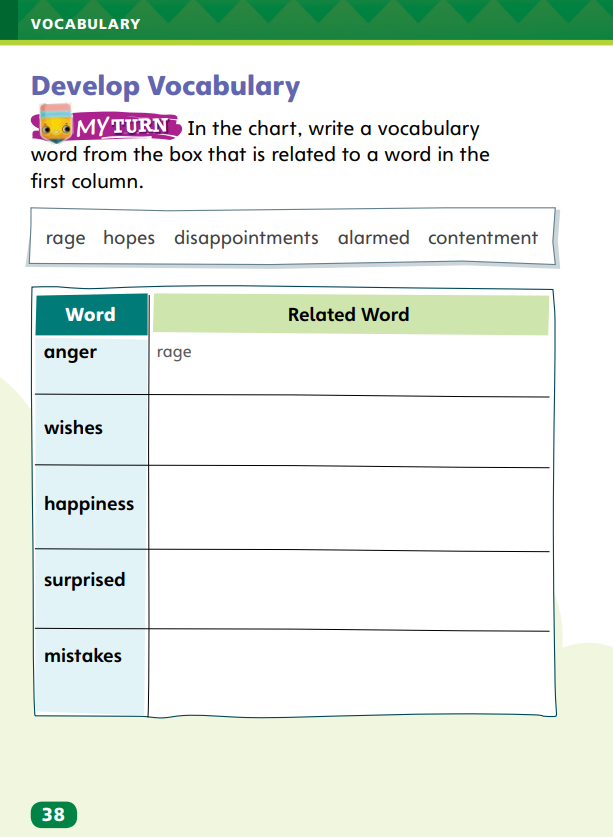 VOCABULARY
Develop Vocabulary
MY TURN In the chart, write a vocabulary
word from the box that is related to a word in the
first column.
rage hopes disappointments alarmed contentment
Word Related Word
anger rage
wishes
happiness
surprised
mistakes
38